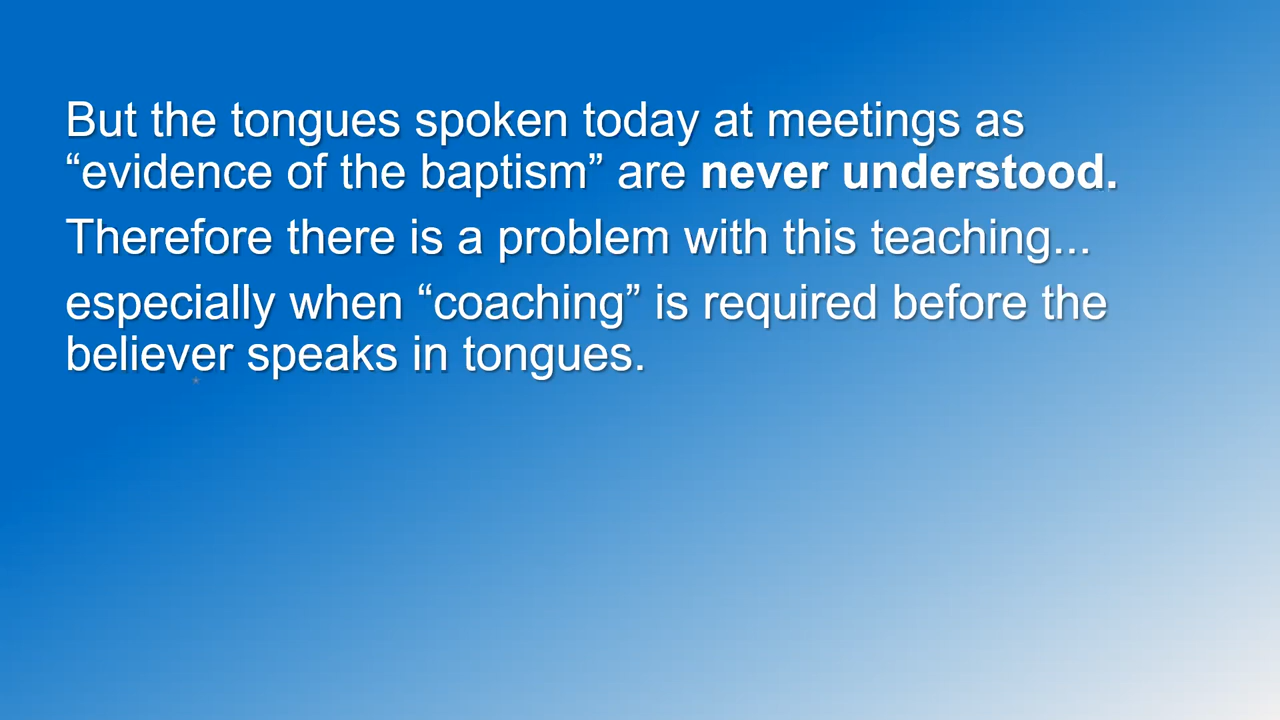 But the tongues spoken today at meetings as
“evidence of the baptism” are never understood.
Therefore there is a problem with this teaching...
especially when “coaching” is required before the
believer speaks in tongues.
*